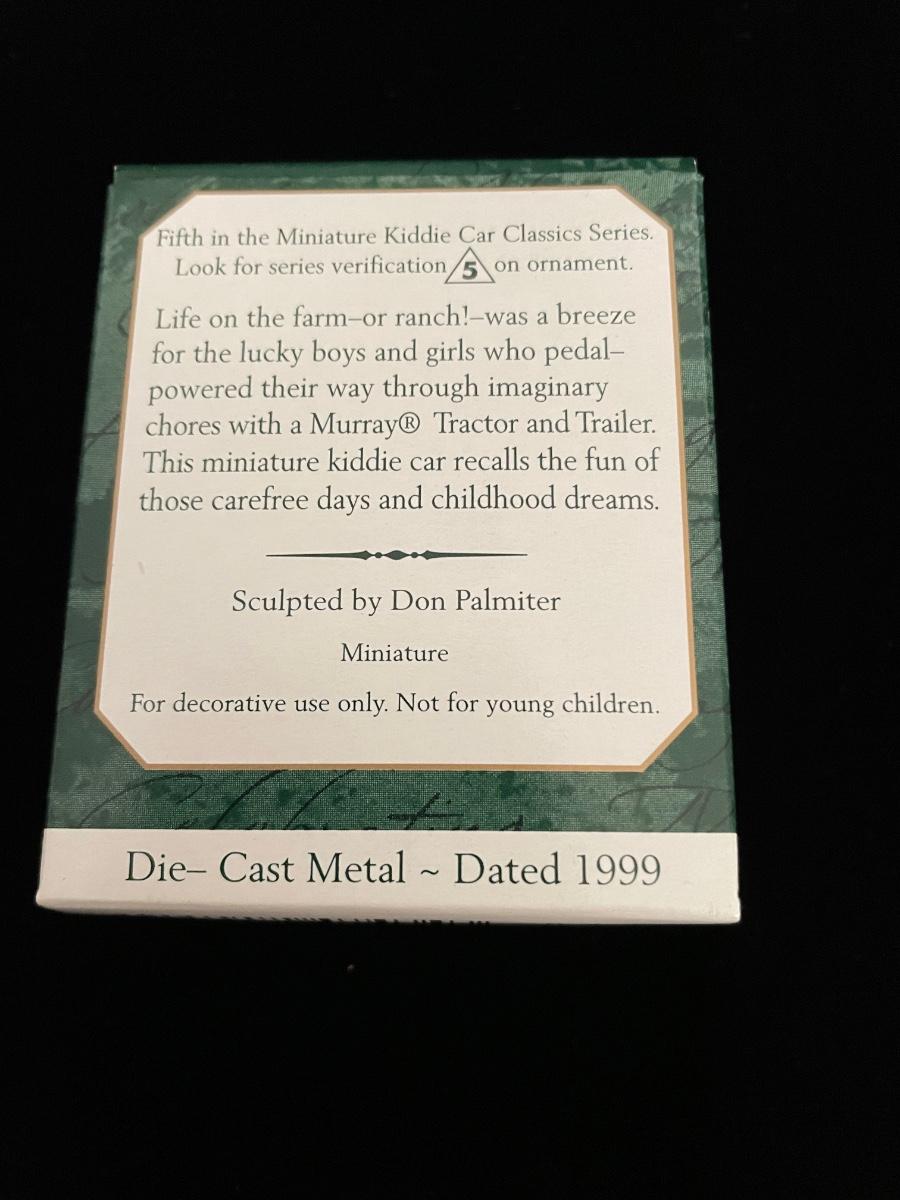 Fifth in the Miniature Kiddie Car Classics Series.
Look for series verification 5 on ornament.
Life on the farm–or ranch!–was a breeze
for the lucky boys and girls who pedal–
powered their way through imaginary
chores with a Murray® Tractor and Trailer.
This miniature kiddie car recalls the fun of
those carefree days and childhood dreams.
Sculpted by Don Palmiter
Miniature
For decorative use only. Not for young children.
Die– Cast Metal ~ Dated 1999